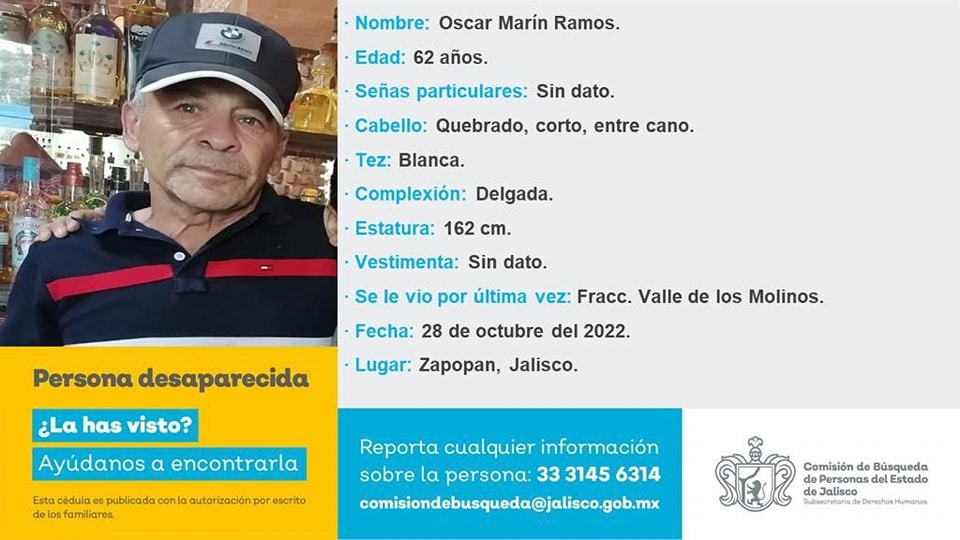 · Nombre: Oscar Marín Ramos.
· Edad: 62 años.
· Señas particulares: Sin dato.
· Cabello: Quebrado, corto, entre cano.
· Tez: Blanca.
· Complexión: Delgada.
· Estatura: 162 cm.
· Vestimenta: Sin dato.
· Se le vio por última vez: Fracc. Valle de los Molinos.
· Fecha: 28 de octubre del 2022.
· Lugar: Zapopan, Jalisco.
Persona desaparecida
¿La has visto?
Ayúdanos a encontrarla
Esta cédula es publicada con la autorización por escrito
de los familiares.
Reporta cualquier información
sobre la persona: 33 3145 6314
comisiondebusqueda@jalisco.gob.mx
Comisión de Búsqueda
de Personas del Estado
de Jalisco
Subsecretaría de Derechos Humanos